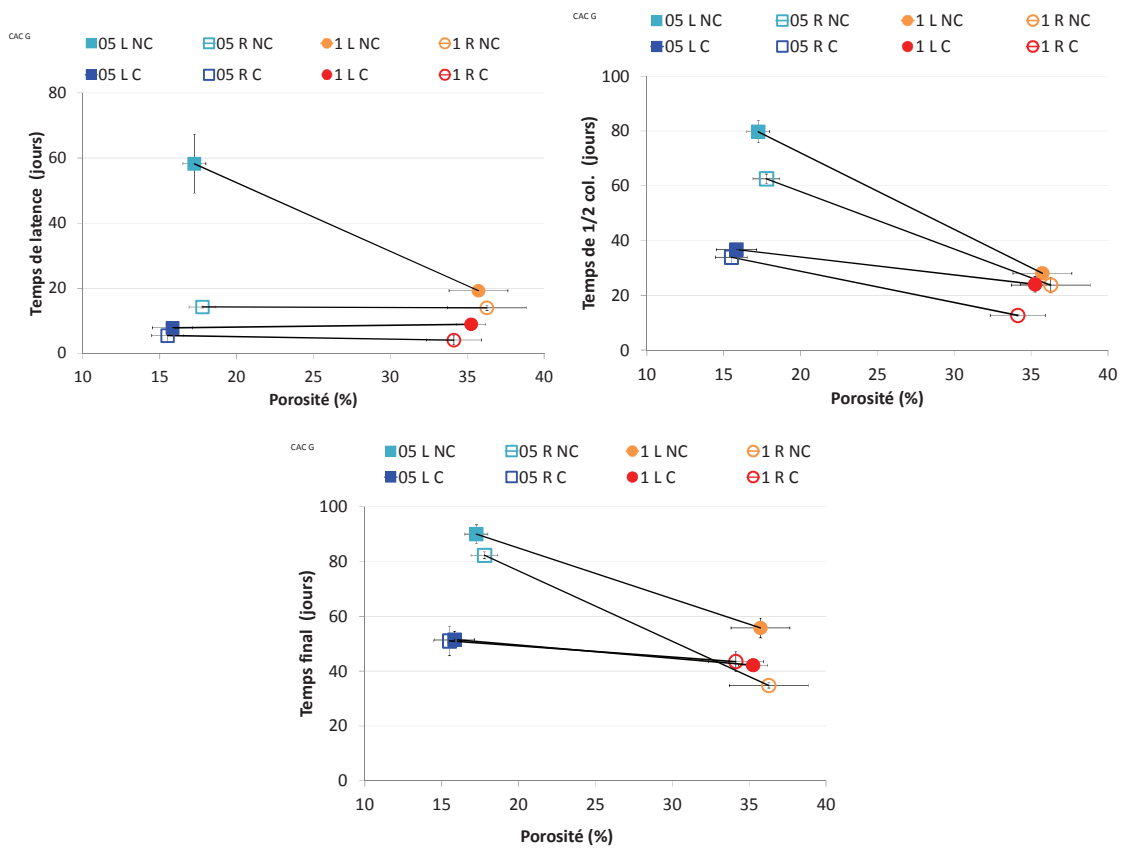 CAC G
05 L NC 05 R NC 1 L NC 1 R NC
05 L C 05 R C 1 L C 1 R C
Temps de latence (jours)
80
60
40
20
0
10 15 20 25 30 35 40
Porosité (%)
CAC G
05 L NC 05 R NC 1 L NC 1 R NC
05 L C 05 R C 1 L C 1 R C
Temps de 1/2 col. (jours)
100
80
60
40
20
0
10 15 20 25 30 35 40
Porosité (%)
CAC G
05 L NC 05 R NC 1 L NC 1 R NC
05 L C 05 R C 1 L C 1 R C
Temps final (jours)
100
80
60
40
20
0
10 15 20 25 30 35 40
Porosité (%)